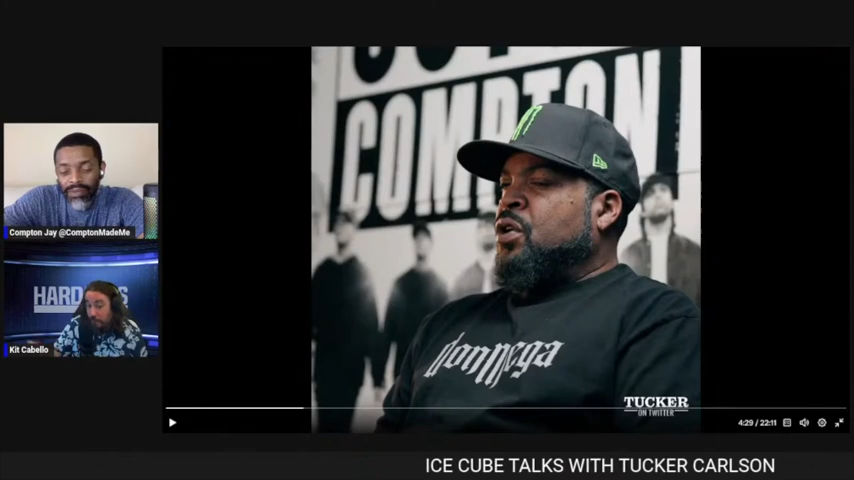 COMPTON
donmega
TUCKER
ON TWITTER
4:29 / 22:11
Compton Jay @ComptonMadeMe
HARD
Kit Cabello
ICE CUBE TALKS WITH TUCKER CARLSON